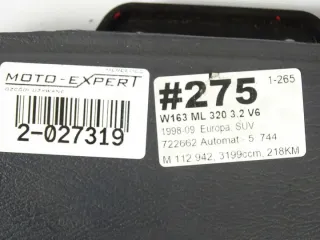 MOTO-EXPERT
2-027319
#275
1-265
W163 ML 320 3.2 V6
1998-09, Europa, SUV
722662 Automat - 5, 744
M 112 942, 3199ccm, 218KM